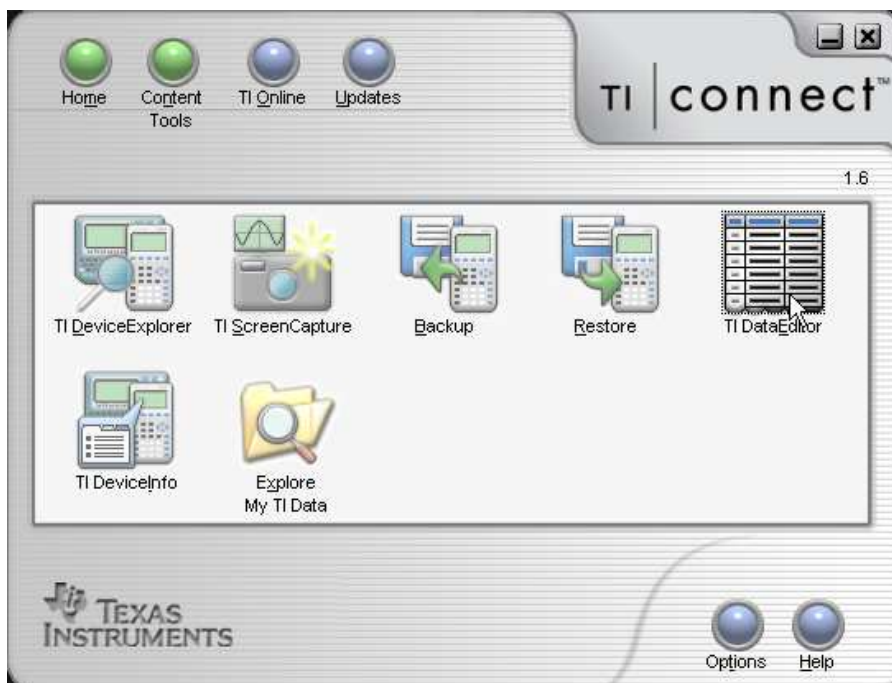 Home
Content
Tools
TI Online
Updates
TI connect™
1.6
TI DeviceExplorer
TI ScreenCapture
Backup
Restore
TI DataEditor
TI DeviceInfo
Explore
My TI Data
TEXAS
INSTRUMENTS
Options
Help